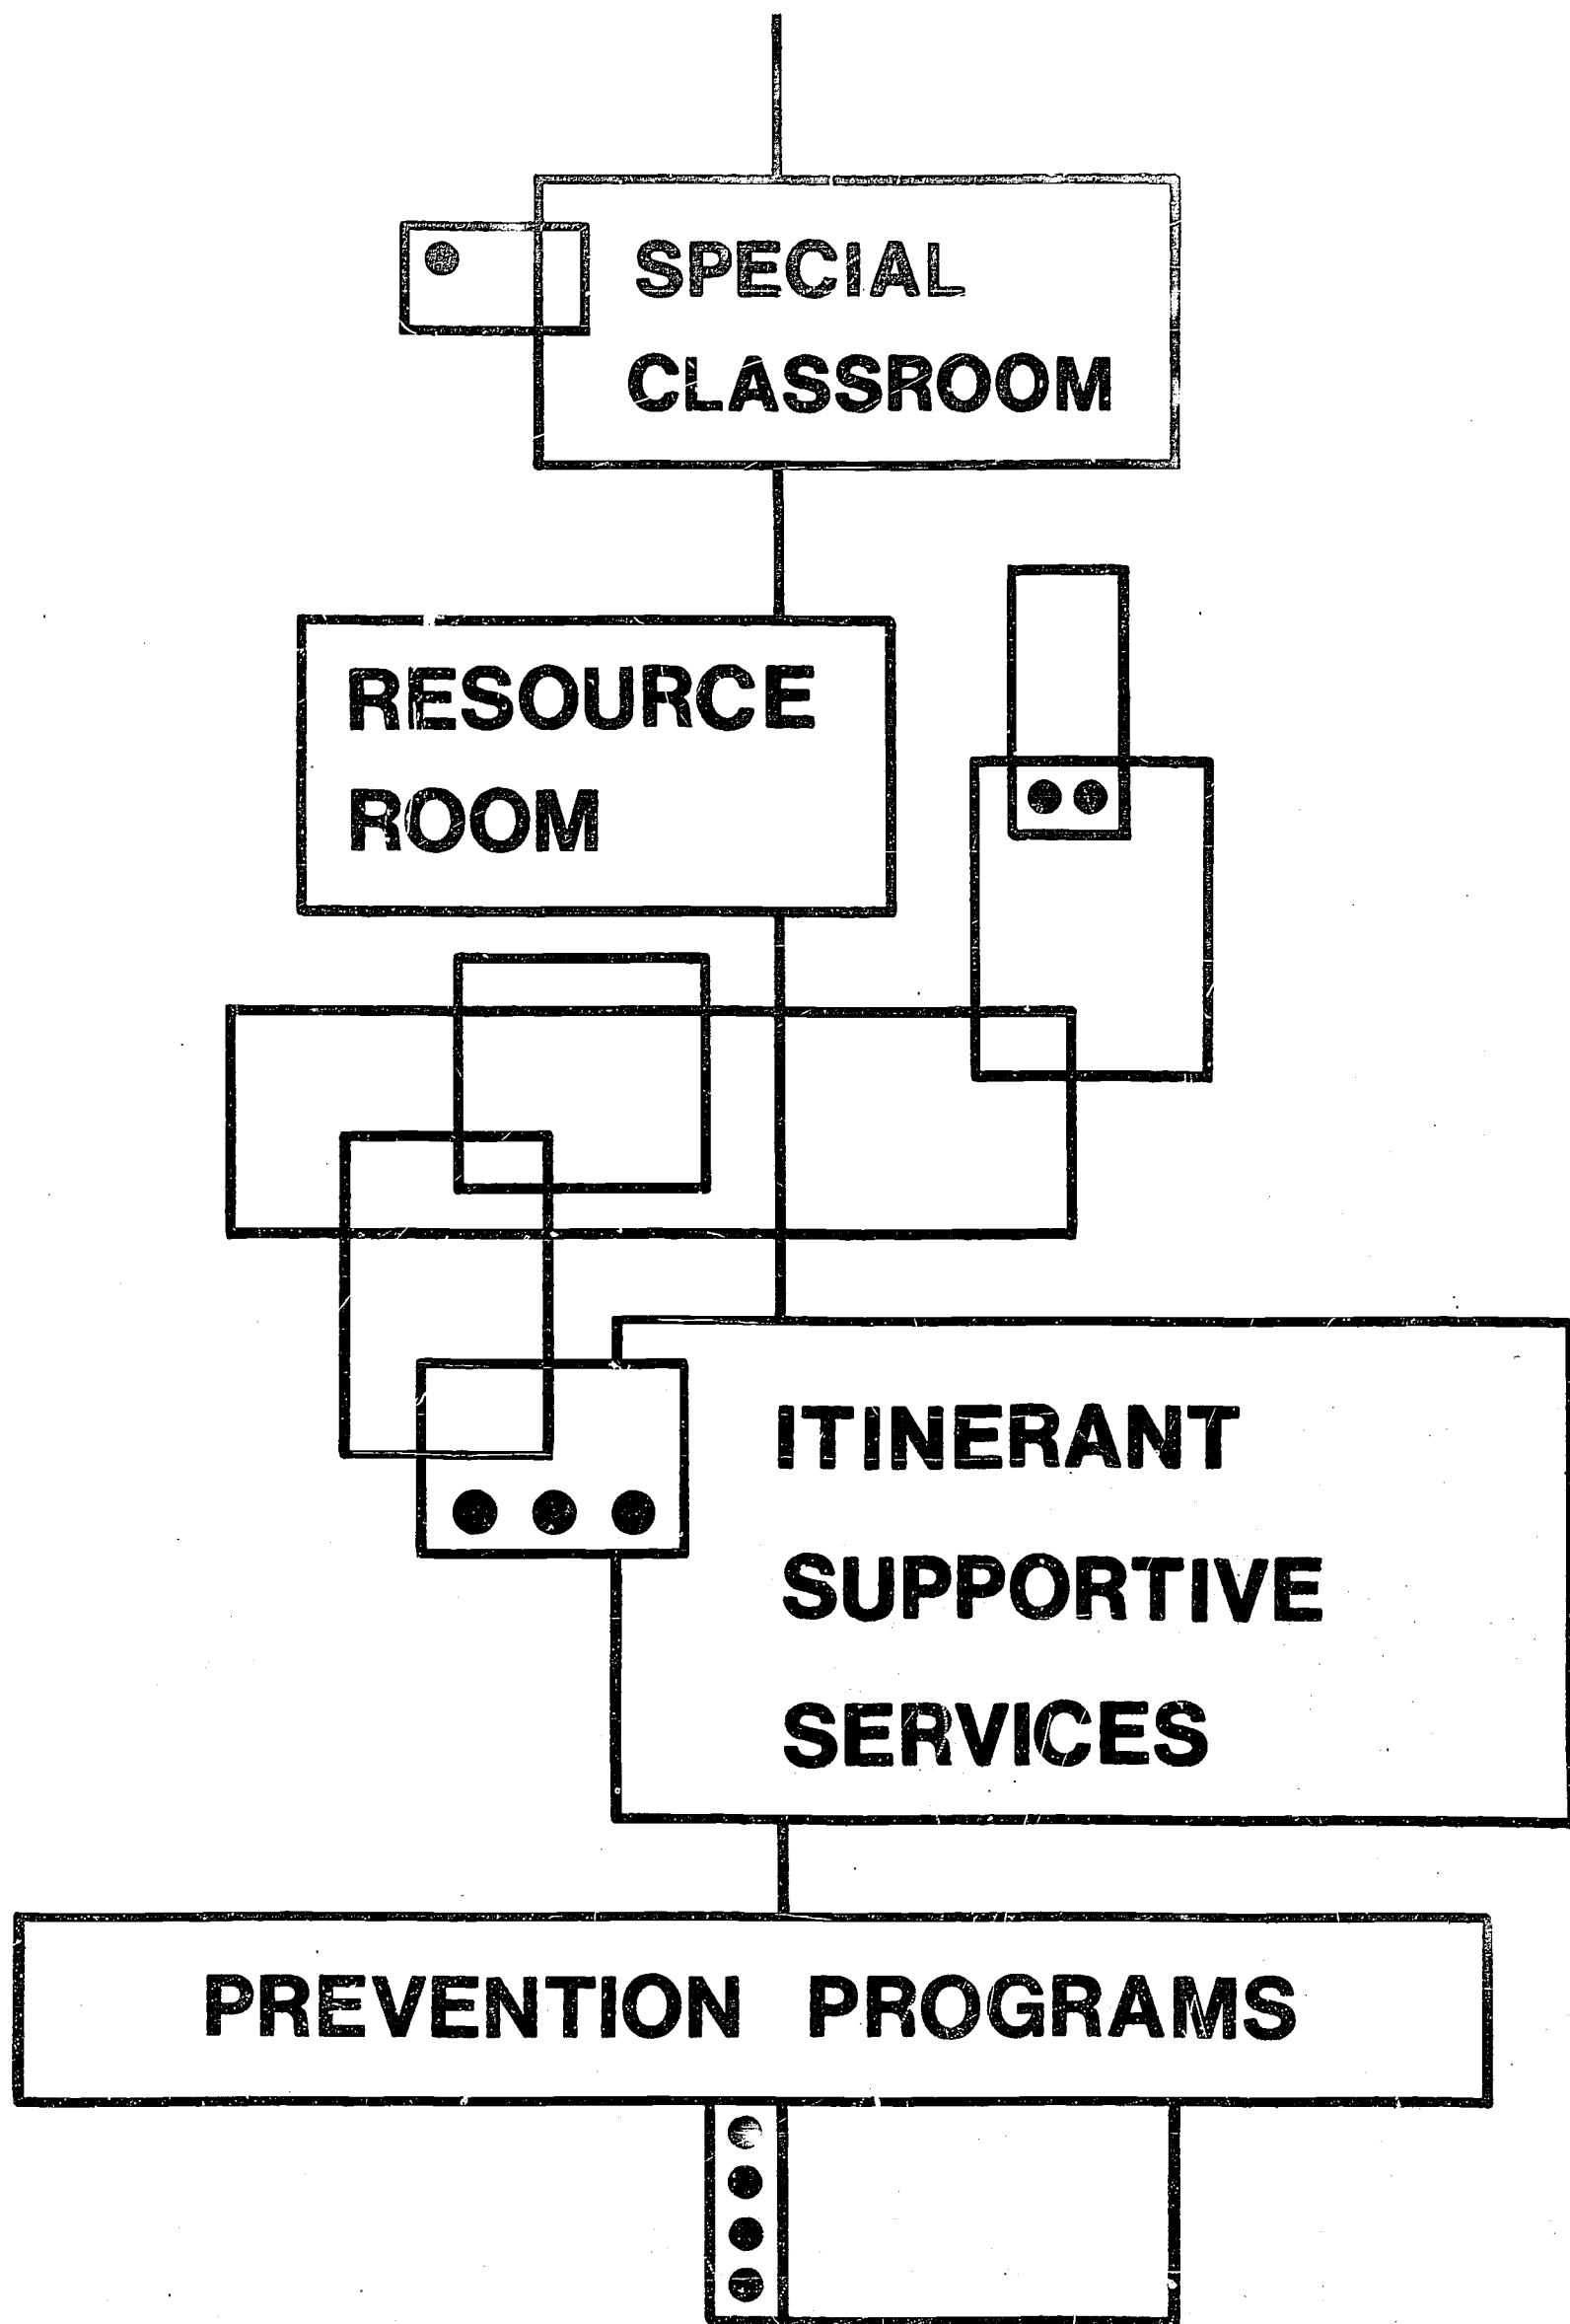 SPECIAL
CLASSROOM
RESOURCE
ROOM
ITINERANT
SUPPORTIVE
SERVICES
PREVENTION PROGRAMS